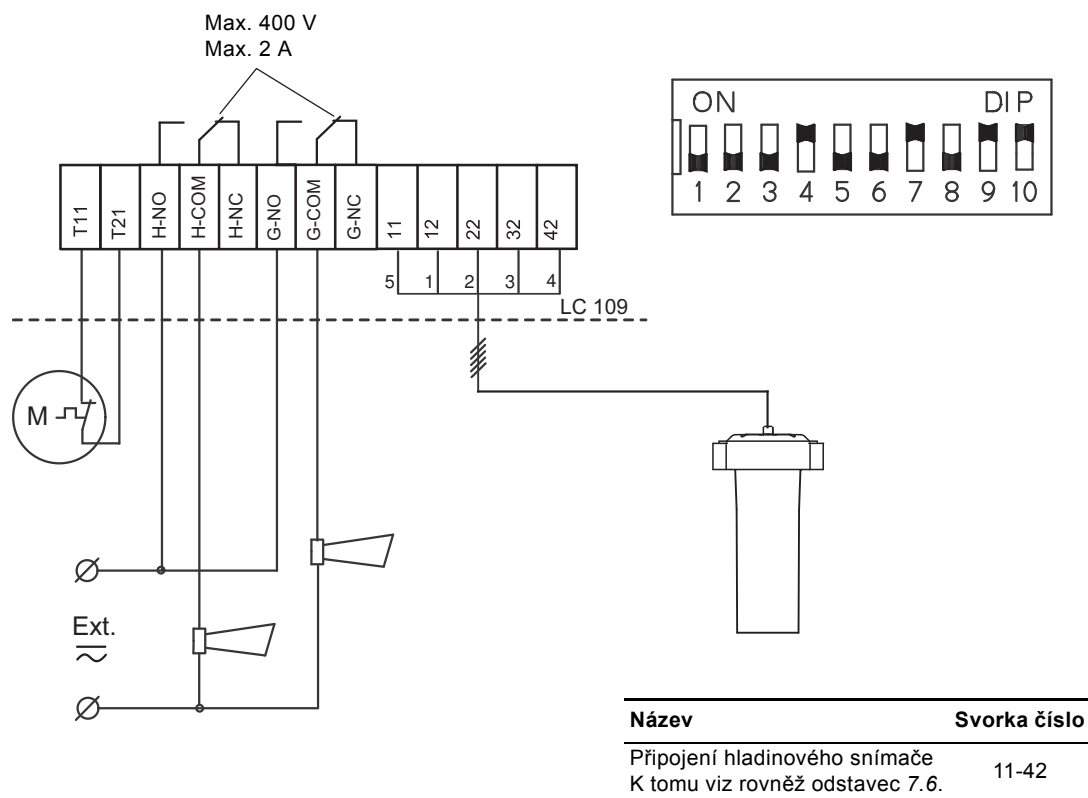 Max. 400 V
Max. 2 A
ON DIP
1 2 3 4 5 6 7 8 9 10
T11 T21 H-NO H-COM H-NC G-NO G-COM G-NC 11 12 22 32 42
5 1 2 3 4
LC 109
M
Ext.
Název Svorka číslo
Připojení hladinového snímače
K tomu viz rovněž odstavec 7.6. 11-42